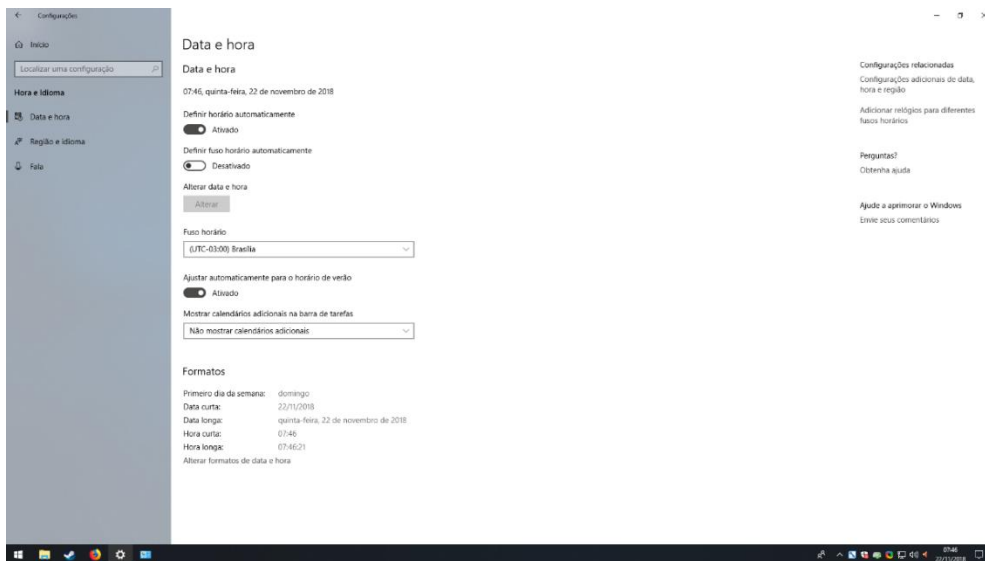 Configurações
Início
Localizar uma configuração
Hora e Idioma
Data e hora
Região e idioma
Fala
Data e hora
Data e hora
07:46, quinta-feira, 22 de novembro de 2018
Definir horário automaticamente
Ativado
Definir fuso horário automaticamente
Desativado
Alterar data e hora
Alterar
Fuso horário
(UTC-03:00) Brasília
Ajustar automaticamente para o horário de verão
Ativado
Mostrar calendários adicionais na barra de tarefas
Não mostrar calendários adicionais
Formatos
Primeiro dia da semana: domingo
Data curta: 22/11/2018
Data longa: quinta-feira, 22 de novembro de 2018
Hora curta: 07:46
Hora longa: 07:46:21
Alterar formatos de data e hora
Configurações relacionadas
Configurações adicionais de data,
hora e região
Adicionar relógios para diferentes
fusos horários
Perguntas?
Obtenha ajuda
Ajude a aprimorar o Windows
Envie seus comentários
07:46
22/11/2018